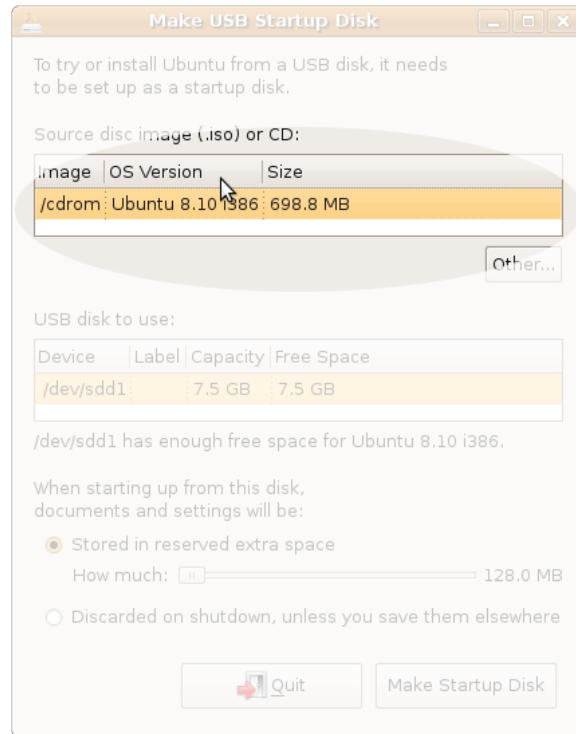 Make USB Startup Disk
To try or install Ubuntu from a USB disk, it needs
to be set up as a startup disk.
Source disc image (.iso) or CD:
Image OS Version Size
/cdrom Ubuntu 8.10 i386 698.8 MB
Other...
USB disk to use:
Device Label Capacity Free Space
/dev/sdd1 7.5 GB 7.5 GB
/dev/sdd1 has enough free space for Ubuntu 8.10 i386.
When starting up from this disk,
documents and settings will be:
Stored in reserved extra space
How much: 128.0 MB
Discarded on shutdown, unless you save them elsewhere
Quit Make Startup Disk